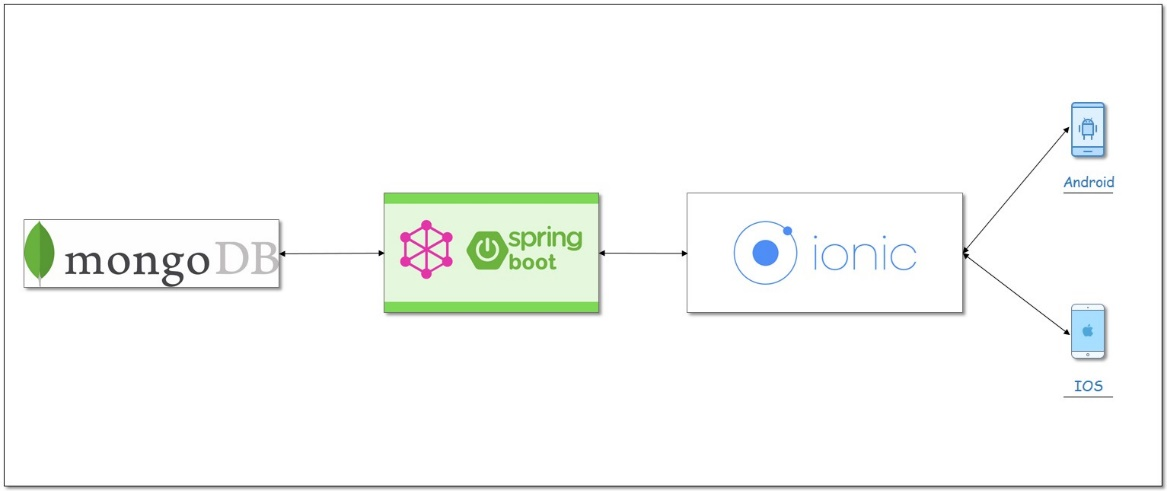 mongoDB
spring
boot
ionic
Android
IOS